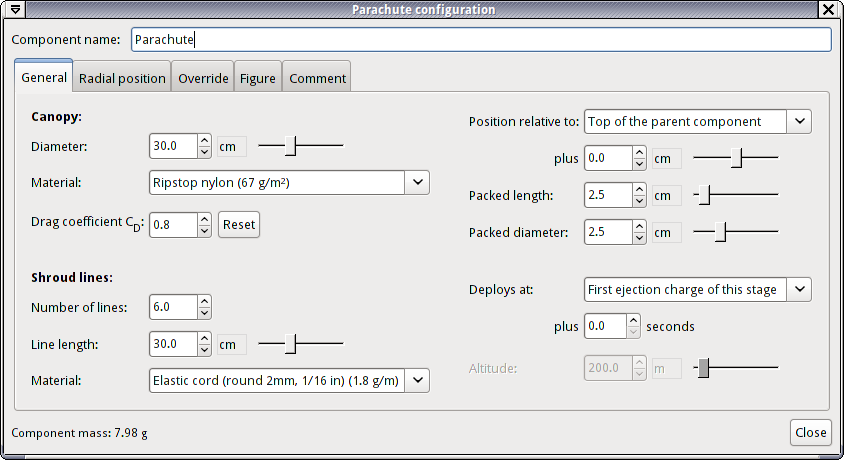 Parachute configuration
Component name: Parachute
General Radial position Override Figure Comment
Canopy:
Diameter: 30.0 cm
Material: Ripstop nylon (67 g/m²)
Drag coefficient CD: 0.8 Reset
Shroud lines:
Number of lines: 6.0
Line length: 30.0 cm
Material: Elastic cord (round 2mm, 1/16 in) (1.8 g/m)
Position relative to: Top of the parent component
plus 0.0 cm
Packed length: 2.5 cm
Packed diameter: 2.5 cm
Deploys at: First ejection charge of this stage
plus 0.0 seconds
Altitude: 200.0 m
Component mass: 7.98 g
Close